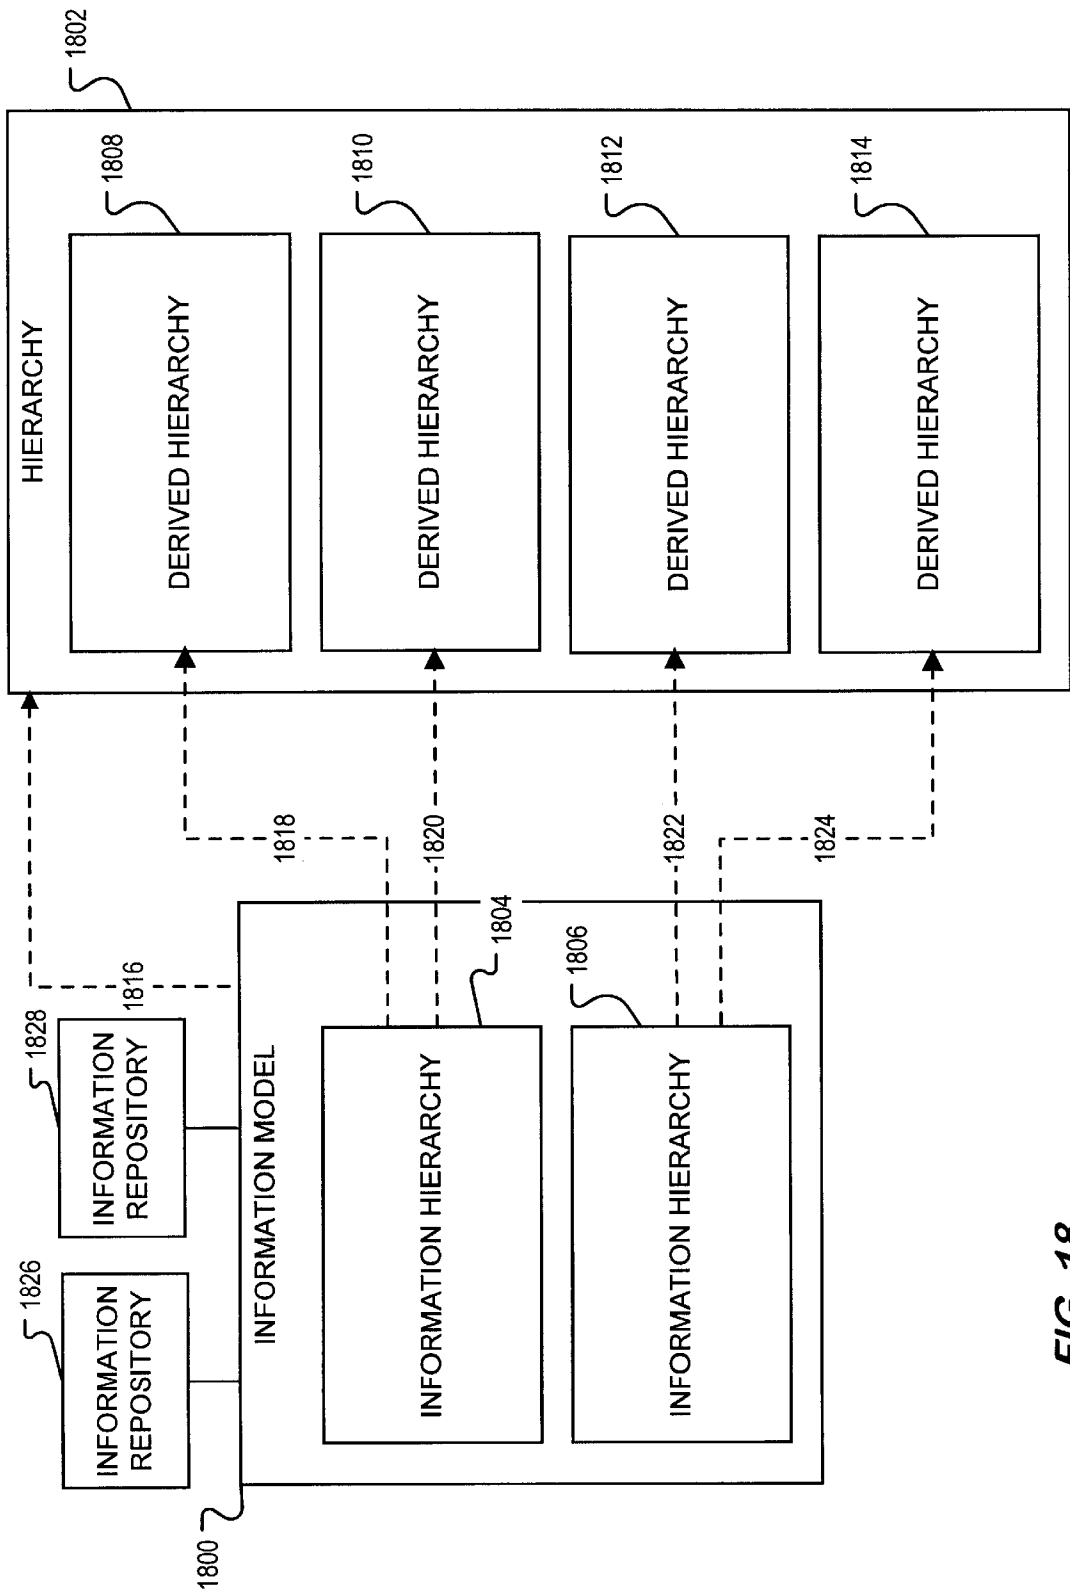 1802
HIERARCHY
1808
DERIVED HIERARCHY
1810
DERIVED HIERARCHY
1812
DERIVED HIERARCHY
1814
DERIVED HIERARCHY
1816
1818
1820
1822
1824
1826
INFORMATION
REPOSITORY
1828
INFORMATION
REPOSITORY
1800
INFORMATION MODEL
1804
INFORMATION HIERARCHY
1806
INFORMATION HIERARCHY
FIG. 18